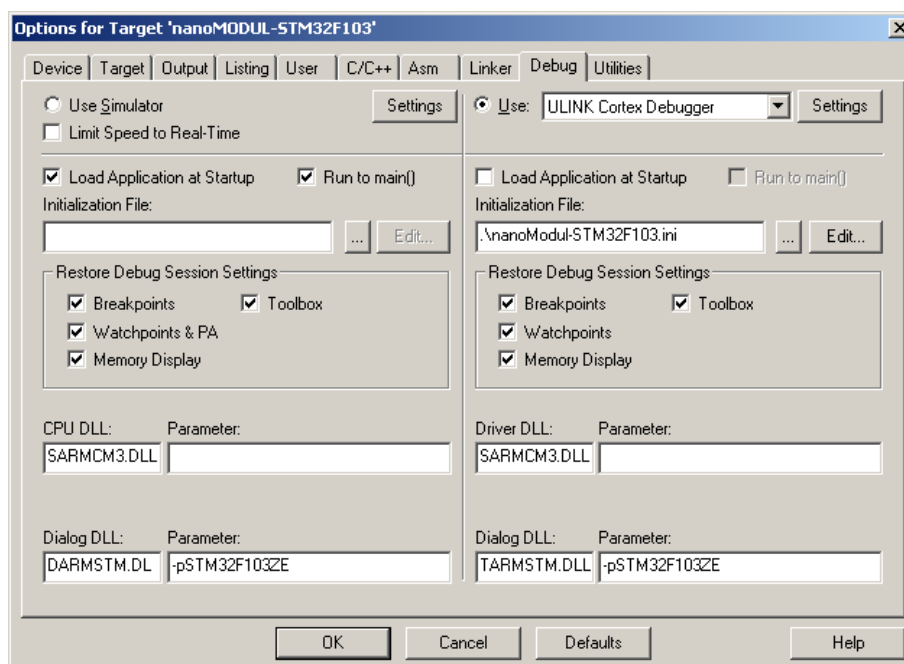 Options for Target 'nanoMODUL-STM32F103'
Device Target Output Listing User C/C++ Asm Linker Debug Utilities
Use Simulator Settings
Limit Speed to Real-Time
Use: ULINK Cortex Debugger Settings
Load Application at Startup Run to main()
Initialization File:
... Edit...
Restore Debug Session Settings
Breakpoints Toolbox
Watchpoints & PA
Memory Display
CPU DLL: Parameter:
SARMCM3.DLL
Dialog DLL: Parameter:
DARMSTM.DL -pSTM32F103ZE
Load Application at Startup Run to main()
Initialization File:
.\nanoModul-STM32F103.ini ... Edit...
Restore Debug Session Settings
Breakpoints Toolbox
Watchpoints
Memory Display
Driver DLL: Parameter:
SARMCM3.DLL
Dialog DLL: Parameter:
TARMSTM.DLL -pSTM32F103ZE
OK Cancel Defaults Help